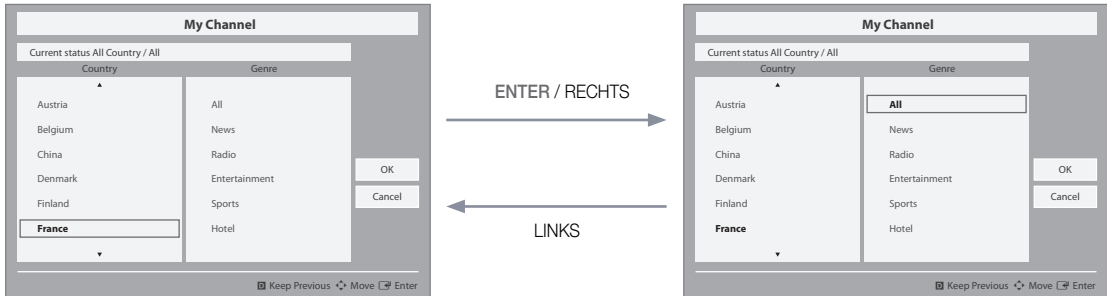 My Channel
Current status All Country / All
Country Genre
Austria All
Belgium News
China Radio
Denmark Entertainment
Finland Sports
France Hotel
OK
Cancel
D Keep Previous Move Enter
ENTER / RECHTS
LINKS
My Channel
Current status All Country / All
Country Genre
Austria All
Belgium News
China Radio
Denmark Entertainment
Finland Sports
France Hotel
OK
Cancel
D Keep Previous Move Enter